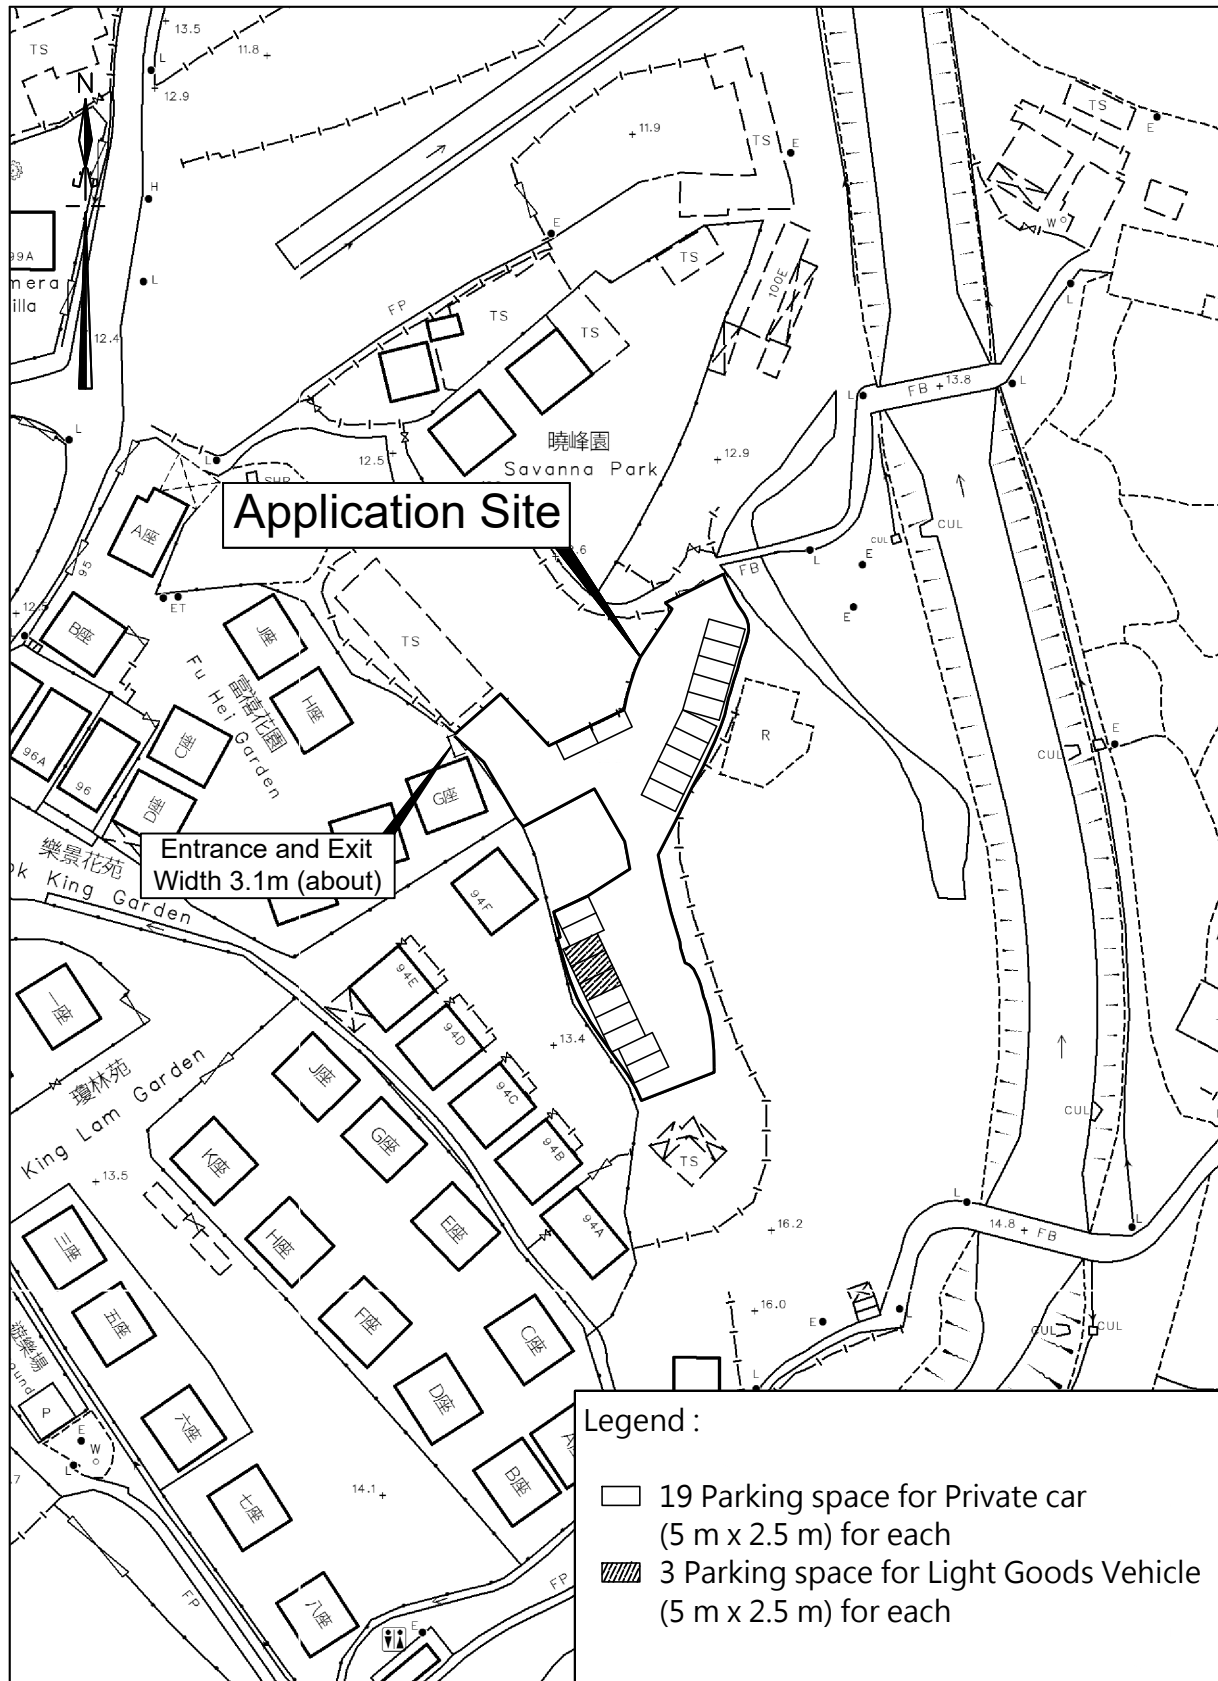 13.5
TS
11.8
L
N
12.9
TS
E
11.9
TS
E
H
W
99A
mera
illa
L
E
TS
100E
L
FP
12.4
TS
TS
FB 13.8
L
L
L
曉峰園
Savanna Park
12.5
12.9
L
SHR
Application Site
A座
CUL
CUL
.6
L
FB
E
95
ET
E
B座
J座
TS
富禧花園
Fu Hei Garden
H座
C座
R
E
96A
CUL
96
G座
D座
Entrance and Exit
Width 3.1m (about)
樂景花苑
ok King Garden
94F
94E
一座
94D
13.4
J座
瓊林苑
King Lam Garden
94C
CUL
G座
94B
TS
K座
13.5
94A
L
E座
16.2
14.8 FB
L
H座
三座
16.0
E
L
五座
F座
C座
CUL
CUL
遊樂場
ound
L
D座
P
六座
E
W
A
L
B座
.7
七座
14.1
FP
FP
八座
E
Legend :
19 Parking space for Private car
(5 m x 2.5 m) for each
3 Parking space for Light Goods Vehicle
(5 m x 2.5 m) for each